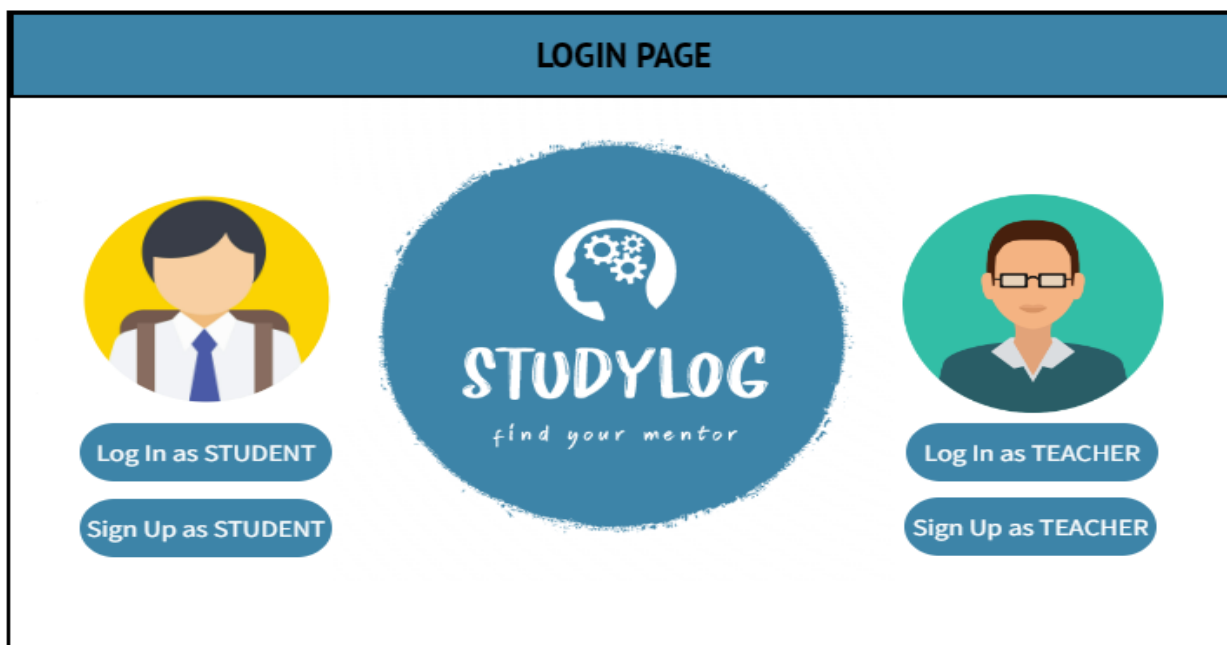 LOGIN PAGE
STUDYLOG
find your mentor
Log In as STUDENT
Log In as TEACHER
Sign Up as STUDENT
Sign Up as TEACHER